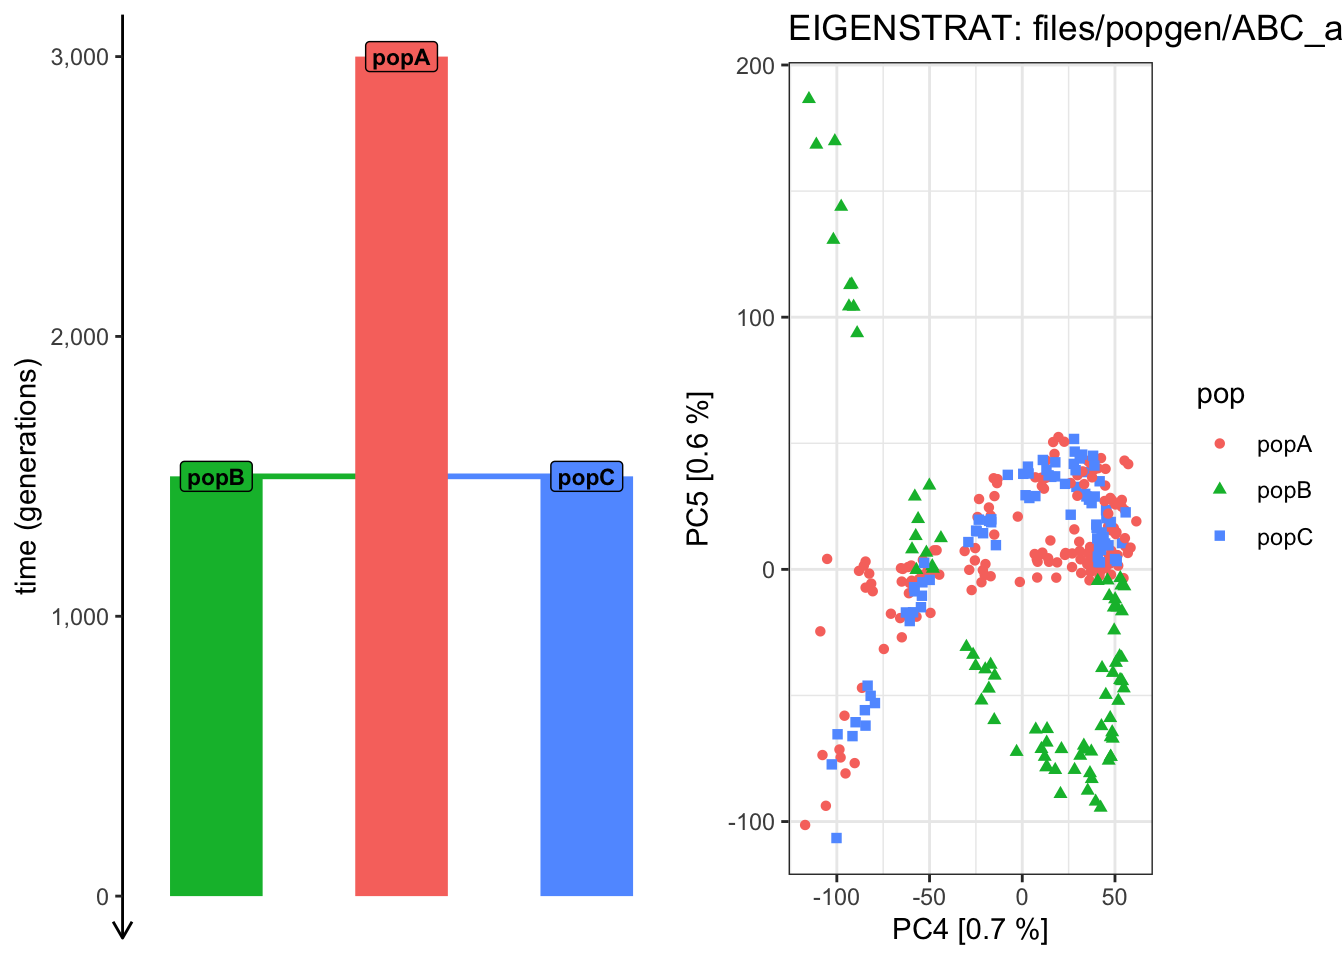 time (generations)
3,000
2,000
1,000
0
popA
popB
popC
EIGENSTRAT: files/popgen/ABC_a
PC5 [0.6 %]
200
100
0
-100
-100
-50
0
50
PC4 [0.7 %]
pop
popA
popB
popC